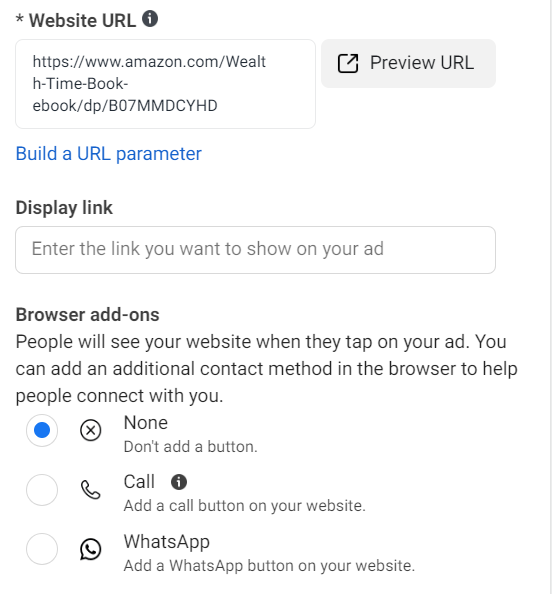 * Website URL
https://www.amazon.com/Wealt
h-Time-Book-
ebook/dp/B07MMDCYHD
Preview URL
Build a URL parameter
Display link
Enter the link you want to show on your ad
Browser add-ons
People will see your website when they tap on your ad. You
can add an additional contact method in the browser to help
people connect with you.
None
Don't add a button.
Call
Add a call button on your website.
WhatsApp
Add a WhatsApp button on your website.